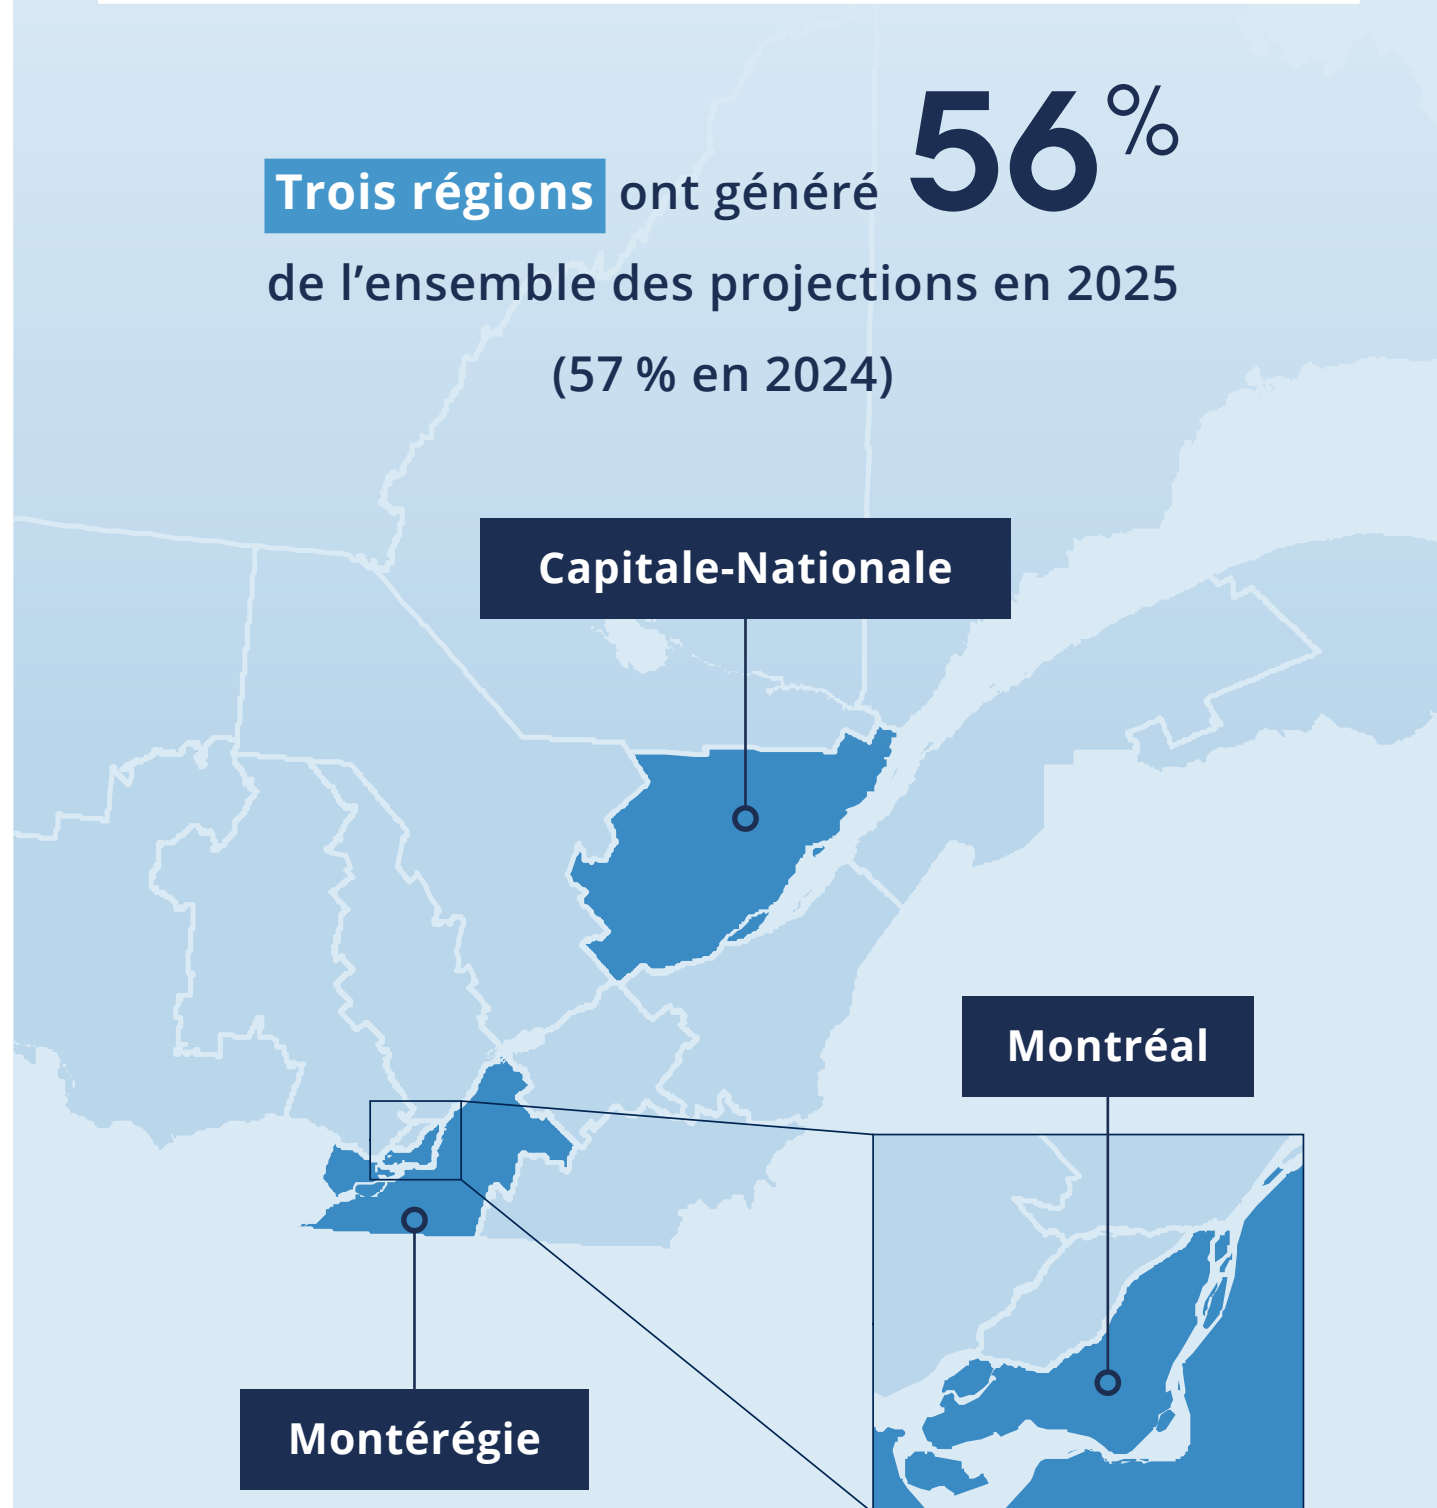 Trois régions ont généré 56 %
de l’ensemble des projections en 2025
(57 % en 2024)
Capitale-Nationale
Montréal
Montérégie